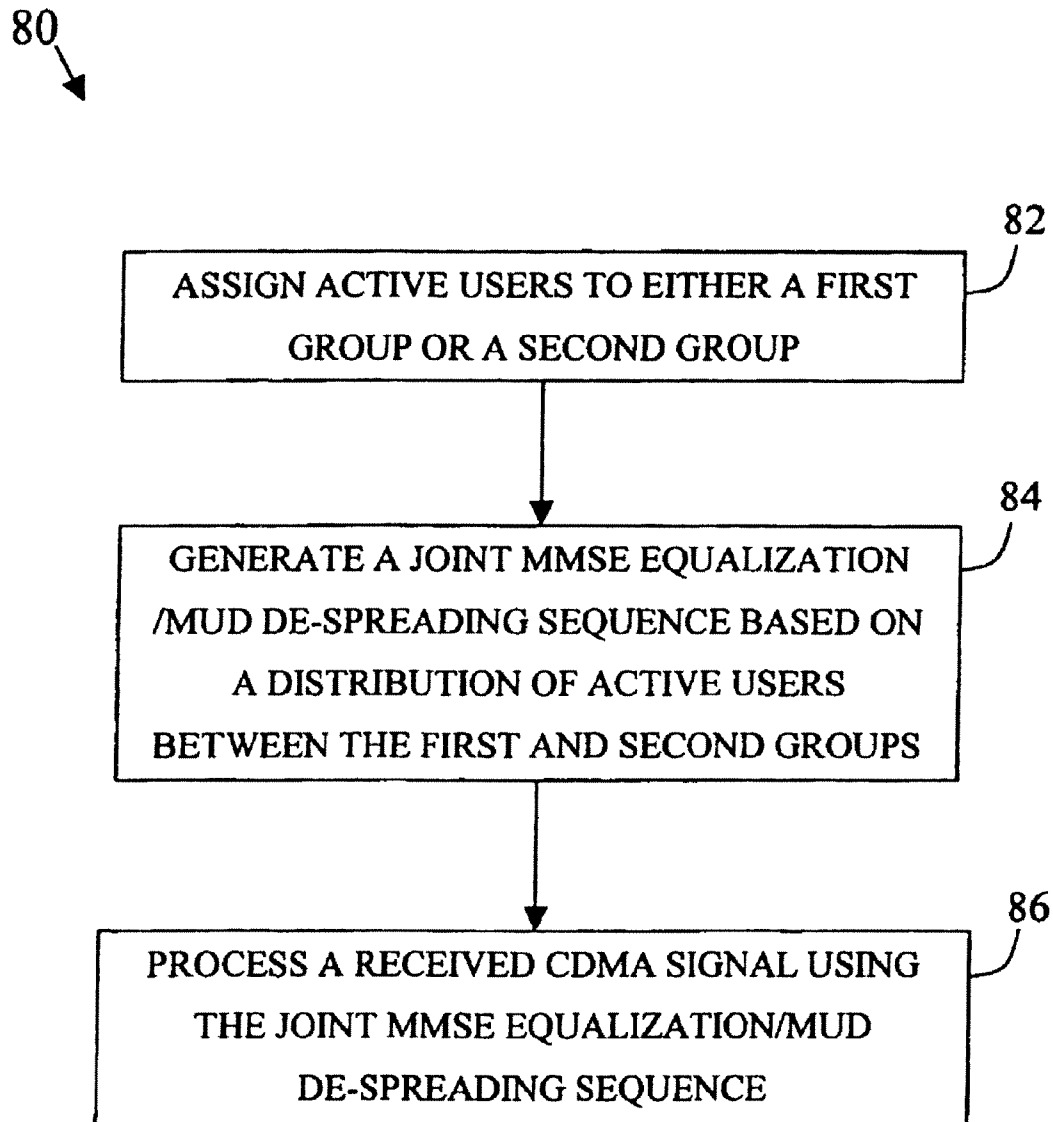 80
82
ASSIGN ACTIVE USERS TO EITHER A FIRST
GROUP OR A SECOND GROUP
84
GENERATE A JOINT MMSE EQUALIZATION
/MUD DE-SPREADING SEQUENCE BASED ON
A DISTRIBUTION OF ACTIVE USERS
BETWEEN THE FIRST AND SECOND GROUPS
86
PROCESS A RECEIVED CDMA SIGNAL USING
THE JOINT MMSE EQUALIZATION/MUD
DE-SPREADING SEQUENCE